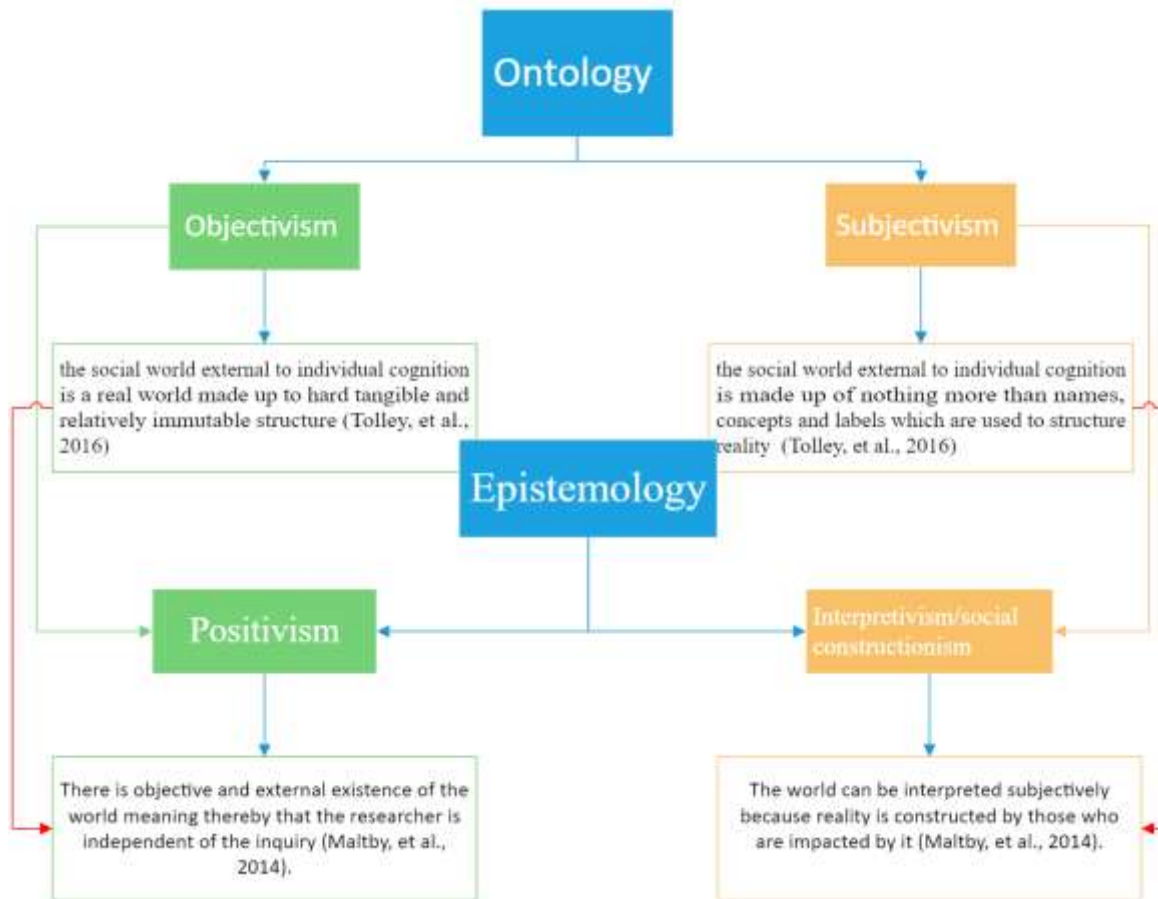 Ontology
Objectivism
Subjectivism
the social world external to individual cognition
is a real world made up to hard tangible and
relatively immutable structure (Tolley, et al.,
2016)
the social world external to individual cognition
is made up of nothing more than names,
concepts and labels which are used to structure
reality (Tolley, et al., 2016)
Epistemology
Positivism
Interpretivism/social
constructionism
There is objective and external existence of the
world meaning thereby that the researcher is
independent of the inquiry (Maltby, et al.,
2014).
The world can be interpreted subjectively
because reality is constructed by those who
are impacted by it (Maltby, et al., 2014).